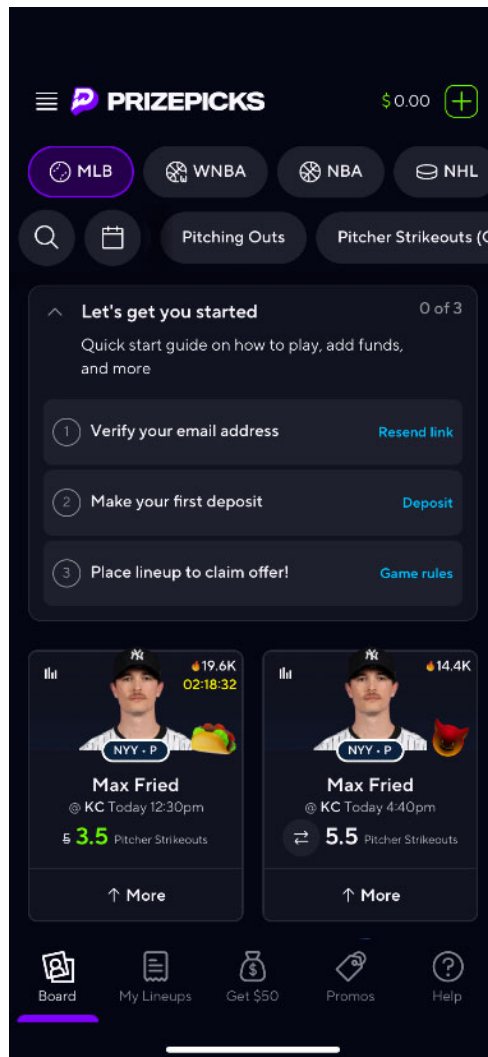 PRIZEPICKS
$0.00
MLB
WNBA
NBA
NHL
Pitching Outs
Pitcher Strikeouts (
Let's get you started
0 of 3
Quick start guide on how to play, add funds,
and more
1 Verify your email address
Resend link
2 Make your first deposit
Deposit
3 Place lineup to claim offer!
Game rules
19.6K
02:18:32
NYY - P
Max Fried
@ KC Today 12:30pm
5 3.5 Pitcher Strikeouts
↑ More
14.4K
NYY - P
Max Fried
@ KC Today 4:40pm
5.5 Pitcher Strikeouts
↑ More
Board
My Lineups
Get $50
Promos
Help